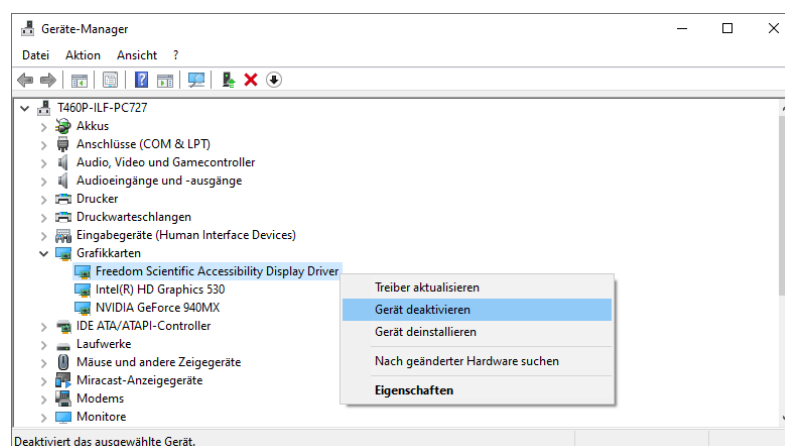 Geräte-Manager
Datei Aktion Ansicht ?
T460P-ILF-PC727
Akkus
Anschlüsse (COM & LPT)
Audio, Video und Gamecontroller
Audioeingänge und -ausgänge
Drucker
Druckwarteschlangen
Eingabegeräte (Human Interface Devices)
Grafikkarten
Freedom Scientific Accessibility Display Driver
Intel(R) HD Graphics 530
NVIDIA GeForce 940MX
IDE ATA/ATAPI-Controller
Laufwerke
Mäuse und andere Zeigegeräte
Miracast-Anzeigegeräte
Modems
Monitore
Treiber aktualisieren
Gerät deaktivieren
Gerät deinstallieren
Nach geänderter Hardware suchen
Eigenschaften
Deaktiviert das ausgewählte Gerät.